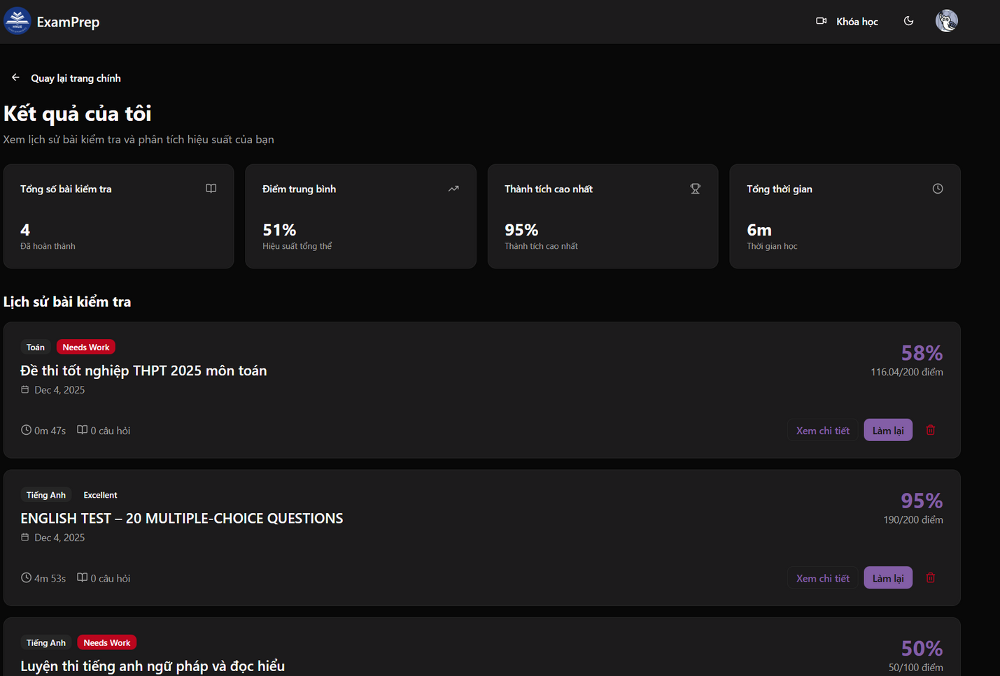 HNUE
ExamPrep
Khóa học
Quay lại trang chính
Kết quả của tôi
Xem lịch sử bài kiểm tra và phân tích hiệu suất của bạn
Tổng số bài kiểm tra
4
Đã hoàn thành
Điểm trung bình
51%
Hiệu suất tổng thể
Thành tích cao nhất
95%
Thành tích cao nhất
Tổng thời gian
6m
Thời gian học
Lịch sử bài kiểm tra
Toán Needs Work
58%
Đề thi tốt nghiệp THPT 2025 môn toán
116.04/200 điểm
Dec 4, 2025
0m 47s 0 câu hỏi
Xem chi tiết Làm lại
Tiếng Anh Excellent
95%
ENGLISH TEST – 20 MULTIPLE-CHOICE QUESTIONS
190/200 điểm
Dec 4, 2025
4m 53s 0 câu hỏi
Xem chi tiết Làm lại
Tiếng Anh Needs Work
50%
Luyện thi tiếng anh ngữ pháp và đọc hiểu
50/100 điểm